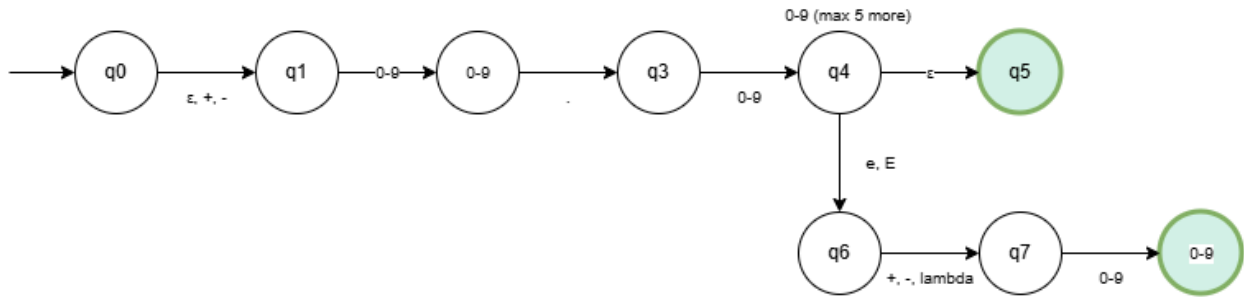 0-9 (max 5 more)
q0
ε, +, -
q1
0-9
0-9
.
q3
0-9
q4
ε
q5
e, E
q6
+, -, lambda
q7
0-9
0-9